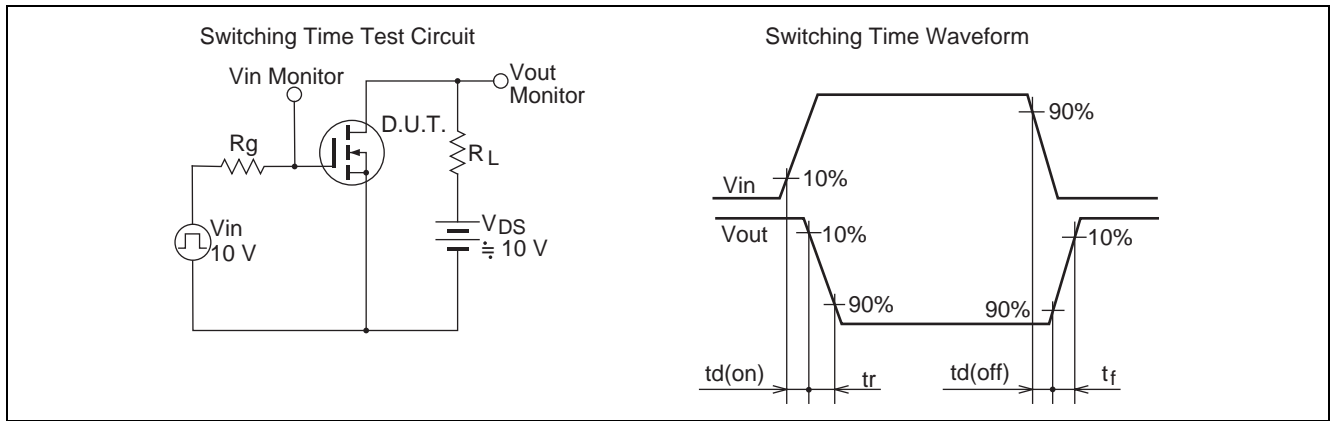 Switching Time Test Circuit
Vin Monitor
Vout
Monitor
D.U.T.
Rg
RL
Vin
10 V
VDS
≒ 10 V
Switching Time Waveform
90%
10%
Vin
Vout
10%
10%
90%
90%
td(on)
tr
td(off)
tf